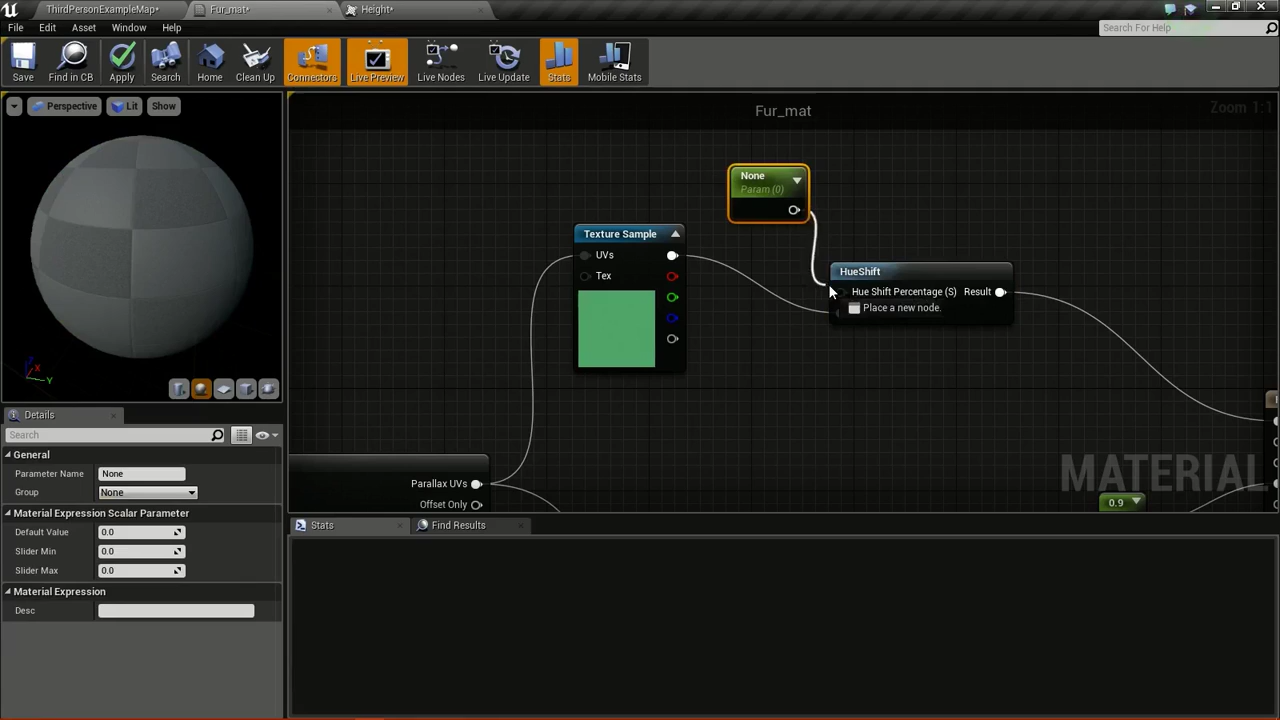 ThirdPersonExampleMap*
Fur_mat*
Height*
File Edit Asset Window Help
Search For Help
Save
Find in CB
Apply
Search
Home
Clean Up
Connectors
Live Preview
Live Nodes
Live Update
Stats
Mobile Stats
Perspective
Lit
Show
Fur_mat
Zoom 1:1
None
Param (0)
Texture Sample
UVs
Tex
HueShift
Hue Shift Percentage (S) Result
Place a new node.
X
Y
Z
Parallax UVs
Offset Only
0.9
MATERIAL
Details
Search
General
Parameter Name None
Group None
Material Expression Scalar Parameter
Default Value 0.0
Slider Min 0.0
Slider Max 0.0
Material Expression
Desc
Stats
Find Results